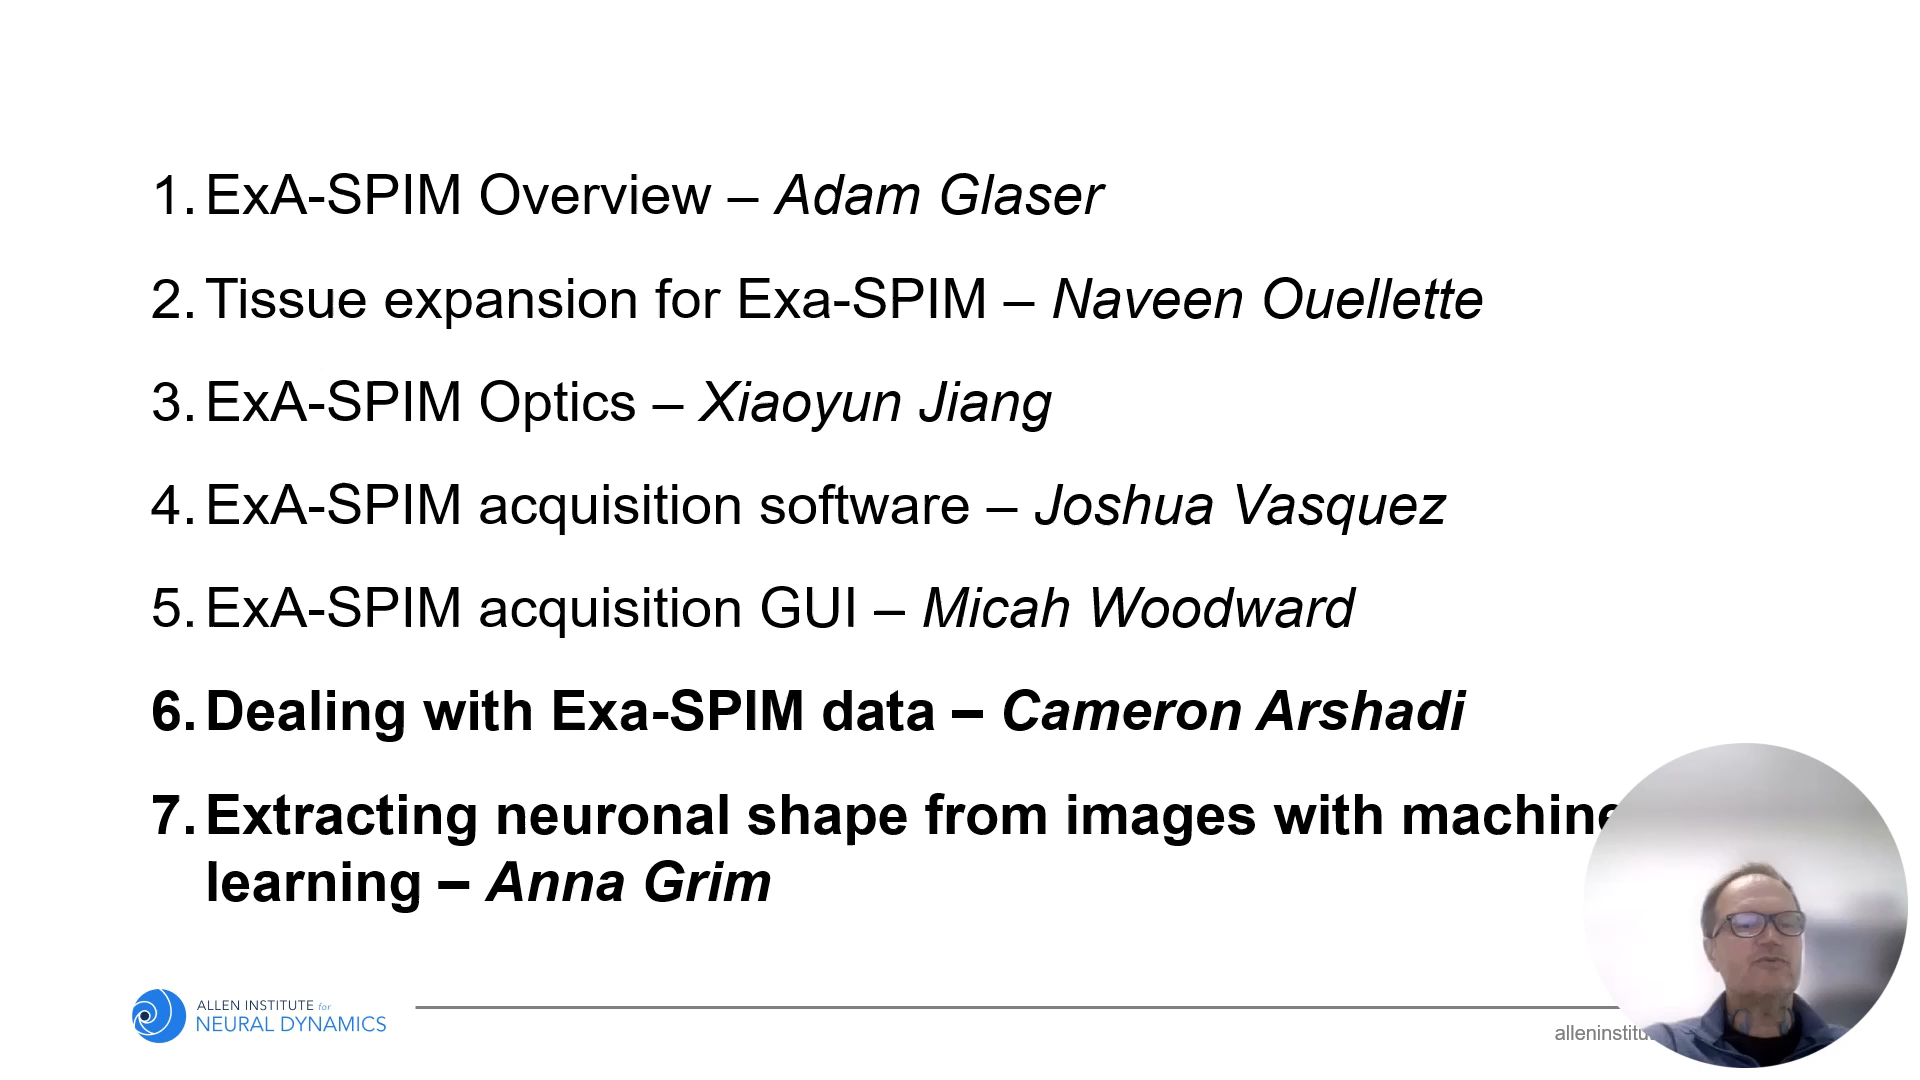 1. ExA-SPIM Overview – Adam Glaser
2. Tissue expansion for Exa-SPIM – Naveen Ouellette
3. ExA-SPIM Optics – Xiaoyun Jiang
4. ExA-SPIM acquisition software – Joshua Vasquez
5. ExA-SPIM acquisition GUI – Micah Woodward
6. Dealing with Exa-SPIM data – Cameron Arshadi
7. Extracting neuronal shape from images with machine
learning – Anna Grim
ALLEN INSTITUTE for
NEURAL DYNAMICS